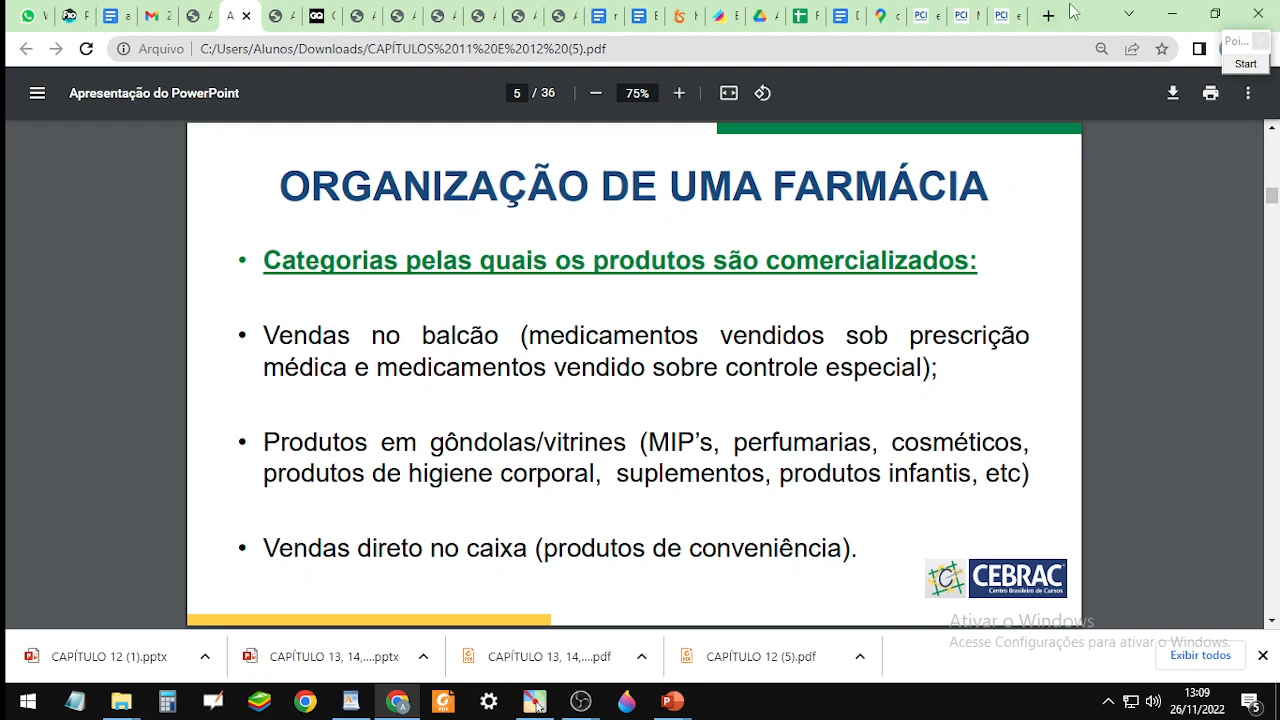 Arquivo
C:/Users/Alunos/Downloads/CAPÍTULOS%2011%20E%2012%20(5).pdf
Poi...
Start
Apresentação do PowerPoint
5 / 36
75%
ORGANIZAÇÃO DE UMA FARMÁCIA
• Categorias pelas quais os produtos são comercializados:
• Vendas no balcão (medicamentos vendidos sob prescrição
médica e medicamentos vendido sobre controle especial);
• Produtos em gôndolas/vitrines (MIP’s, perfumarias, cosméticos,
produtos de higiene corporal, suplementos, produtos infantis, etc)
• Vendas direto no caixa (produtos de conveniência).
CEBRAC
Centro Brasileiro de Cursos
Ativar o Windows
Acesse Configurações para ativar o Windows.
CAPÍTULO 12 (1).pptx
CAPÍTULO 13, 14,....pptx
CAPÍTULO 13, 14,....pdf
CAPÍTULO 12 (5).pdf
Exibir todos
13:09
26/11/2022
5